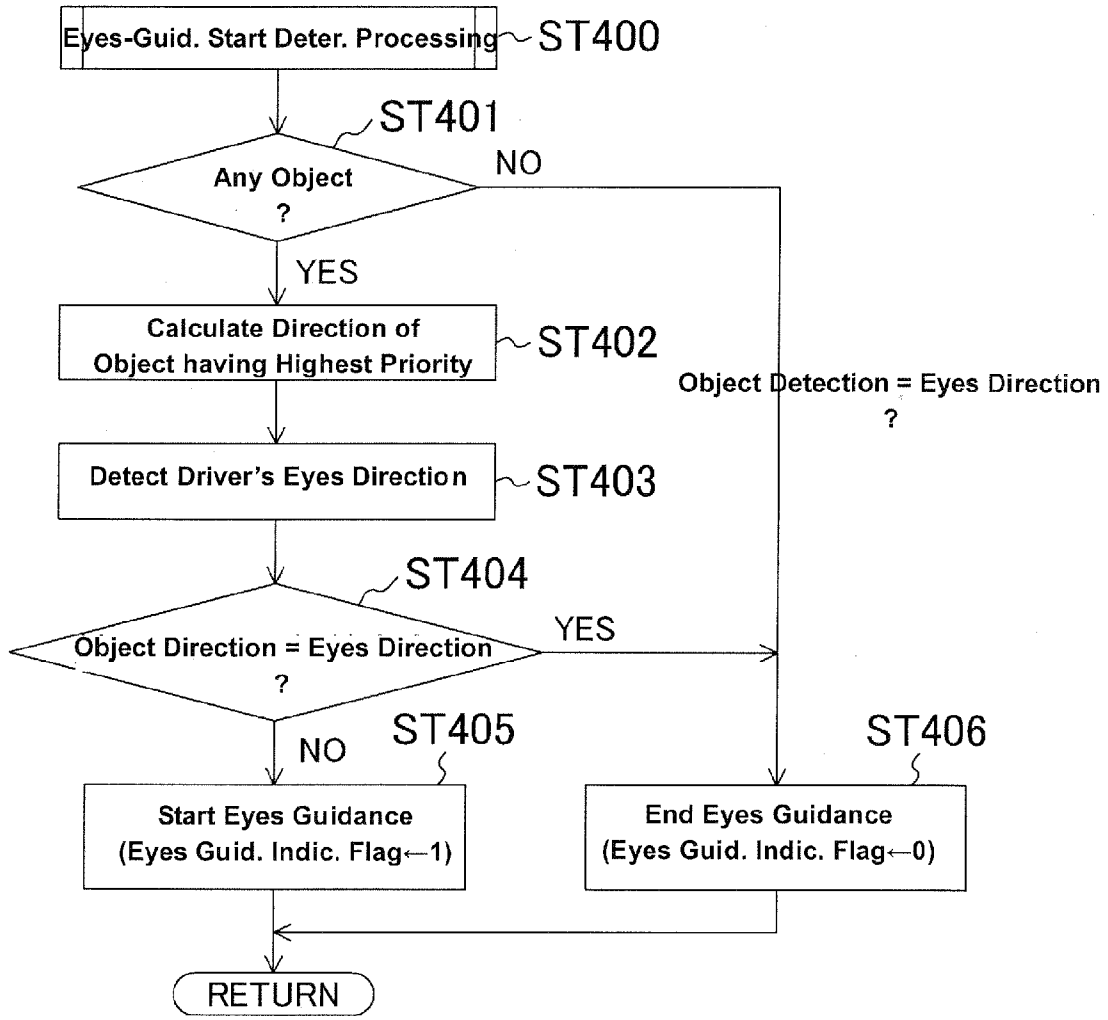 Eyes-Guid. Start Deter. Processing
ST400
ST401
Any Object
?
NO
YES
Calculate Direction of
Object having Highest Priority
ST402
Object Detection = Eyes Direction
?
Detect Driver's Eyes Direction
ST403
ST404
Object Direction = Eyes Direction
?
YES
NO
ST405
Start Eyes Guidance
(Eyes Guid. Indic. Flag←1)
ST406
End Eyes Guidance
(Eyes Guid. Indic. Flag←0)
RETURN